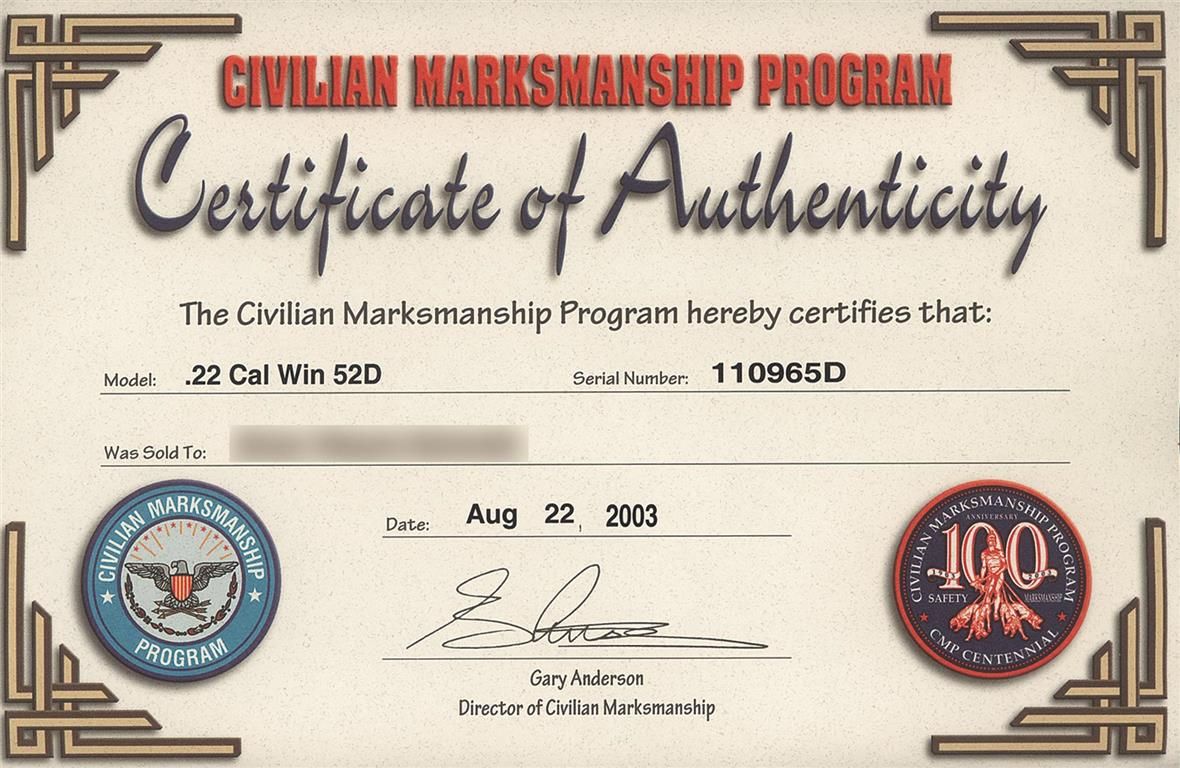 CIVILIAN MARKSMANSHIP PROGRAM
Certificate of Authenticity
The Civilian Marksmanship Program hereby certifies that:
Model: .22 Cal Win 52D Serial Number: 110965D
Was Sold To:
Date: Aug 22, 2003
CIVILIAN MARKSMANSHIP
PROGRAM
CIVILIAN MARKSMANSHIP PROGRAM
ANNIVERSARY
100
1903 2003
SAFETY MARKSMANSHIP
CMP CENTENNIAL
Gary Anderson
Director of Civilian Marksmanship